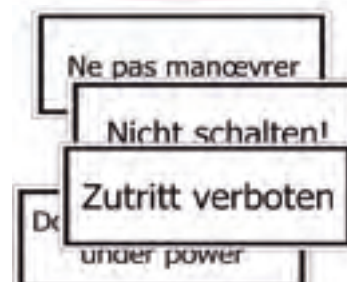 Ne pas manœvrer
Nicht schalten!
Zutritt verboten
under power